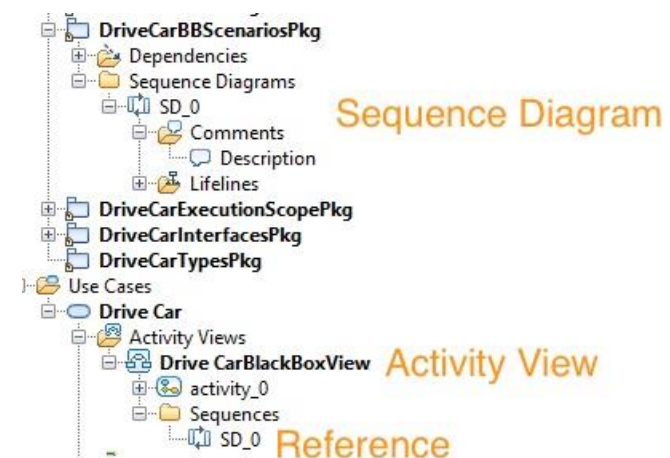 DriveCarBBScenariosPkg
Dependencies
Sequence Diagrams
SD_0
Sequence Diagram
Comments
Description
Lifelines
DriveCarExecutionScopePkg
DriveCarInterfacesPkg
DriveCarTypesPkg
Use Cases
Drive Car
Activity Views
Drive CarBlackBoxView
Activity View
activity_0
Sequences
SD_0
Reference